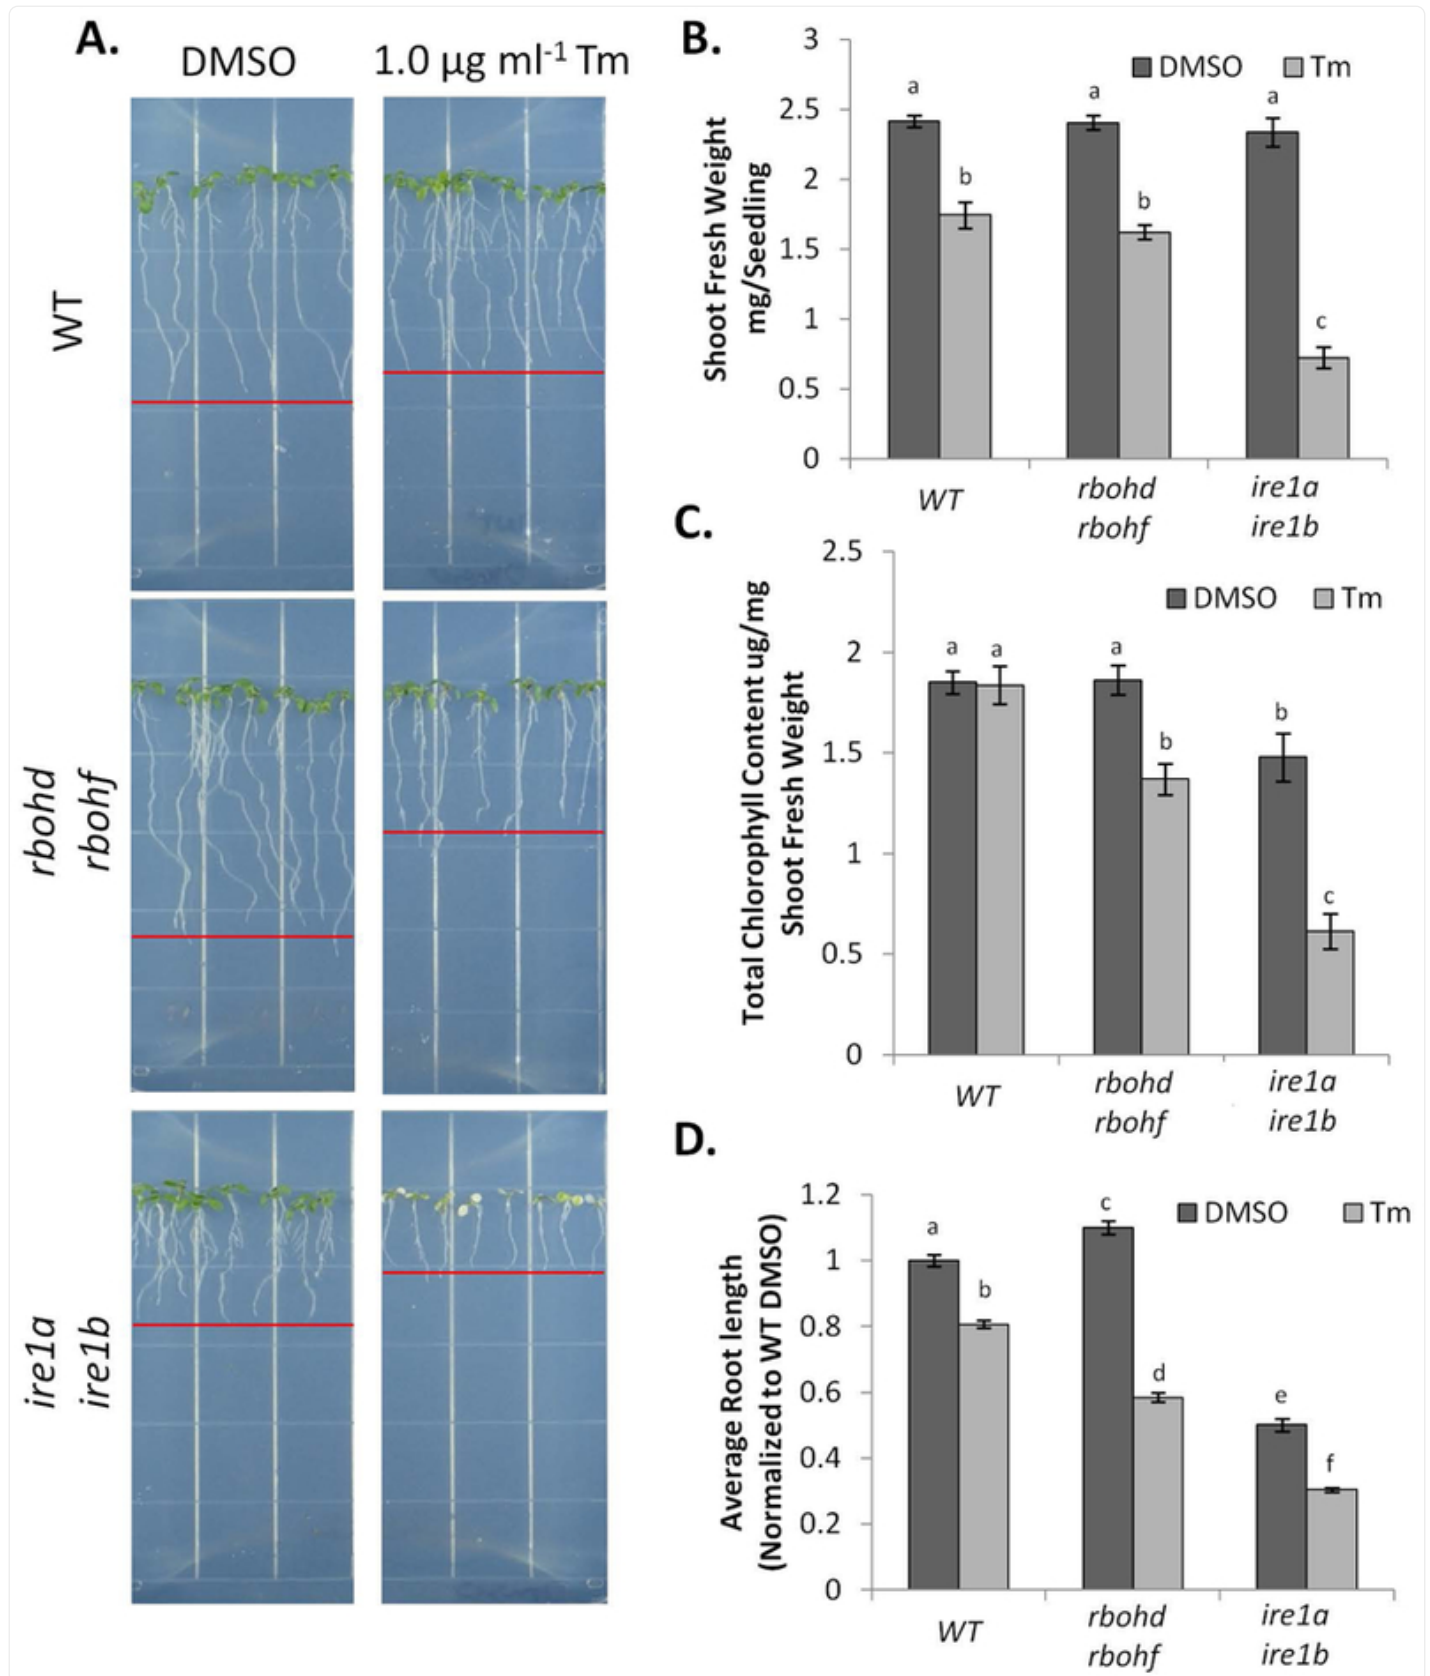 A.
DMSO
1.0 µg ml-1 Tm
WT
rbohd
rbohf
ire1a
ire1b
B.
Shoot Fresh Weight
mg/Seedling
3
2.5
2
1.5
1
0.5
0
DMSO Tm
a
b
a
b
a
c
WT
rbohd
rbohf
ire1a
ire1b
C.
Total Chlorophyll Content ug/mg
Shoot Fresh Weight
2.5
2
1.5
1
0.5
0
DMSO Tm
a
a
a
b
b
c
WT
rbohd
rbohf
ire1a
ire1b
D.
Average Root length
(Normalized to WT DMSO)
1.2
1
0.8
0.6
0.4
0.2
0
DMSO Tm
a
b
c
d
e
f
WT
rbohd
rbohf
ire1a
ire1b